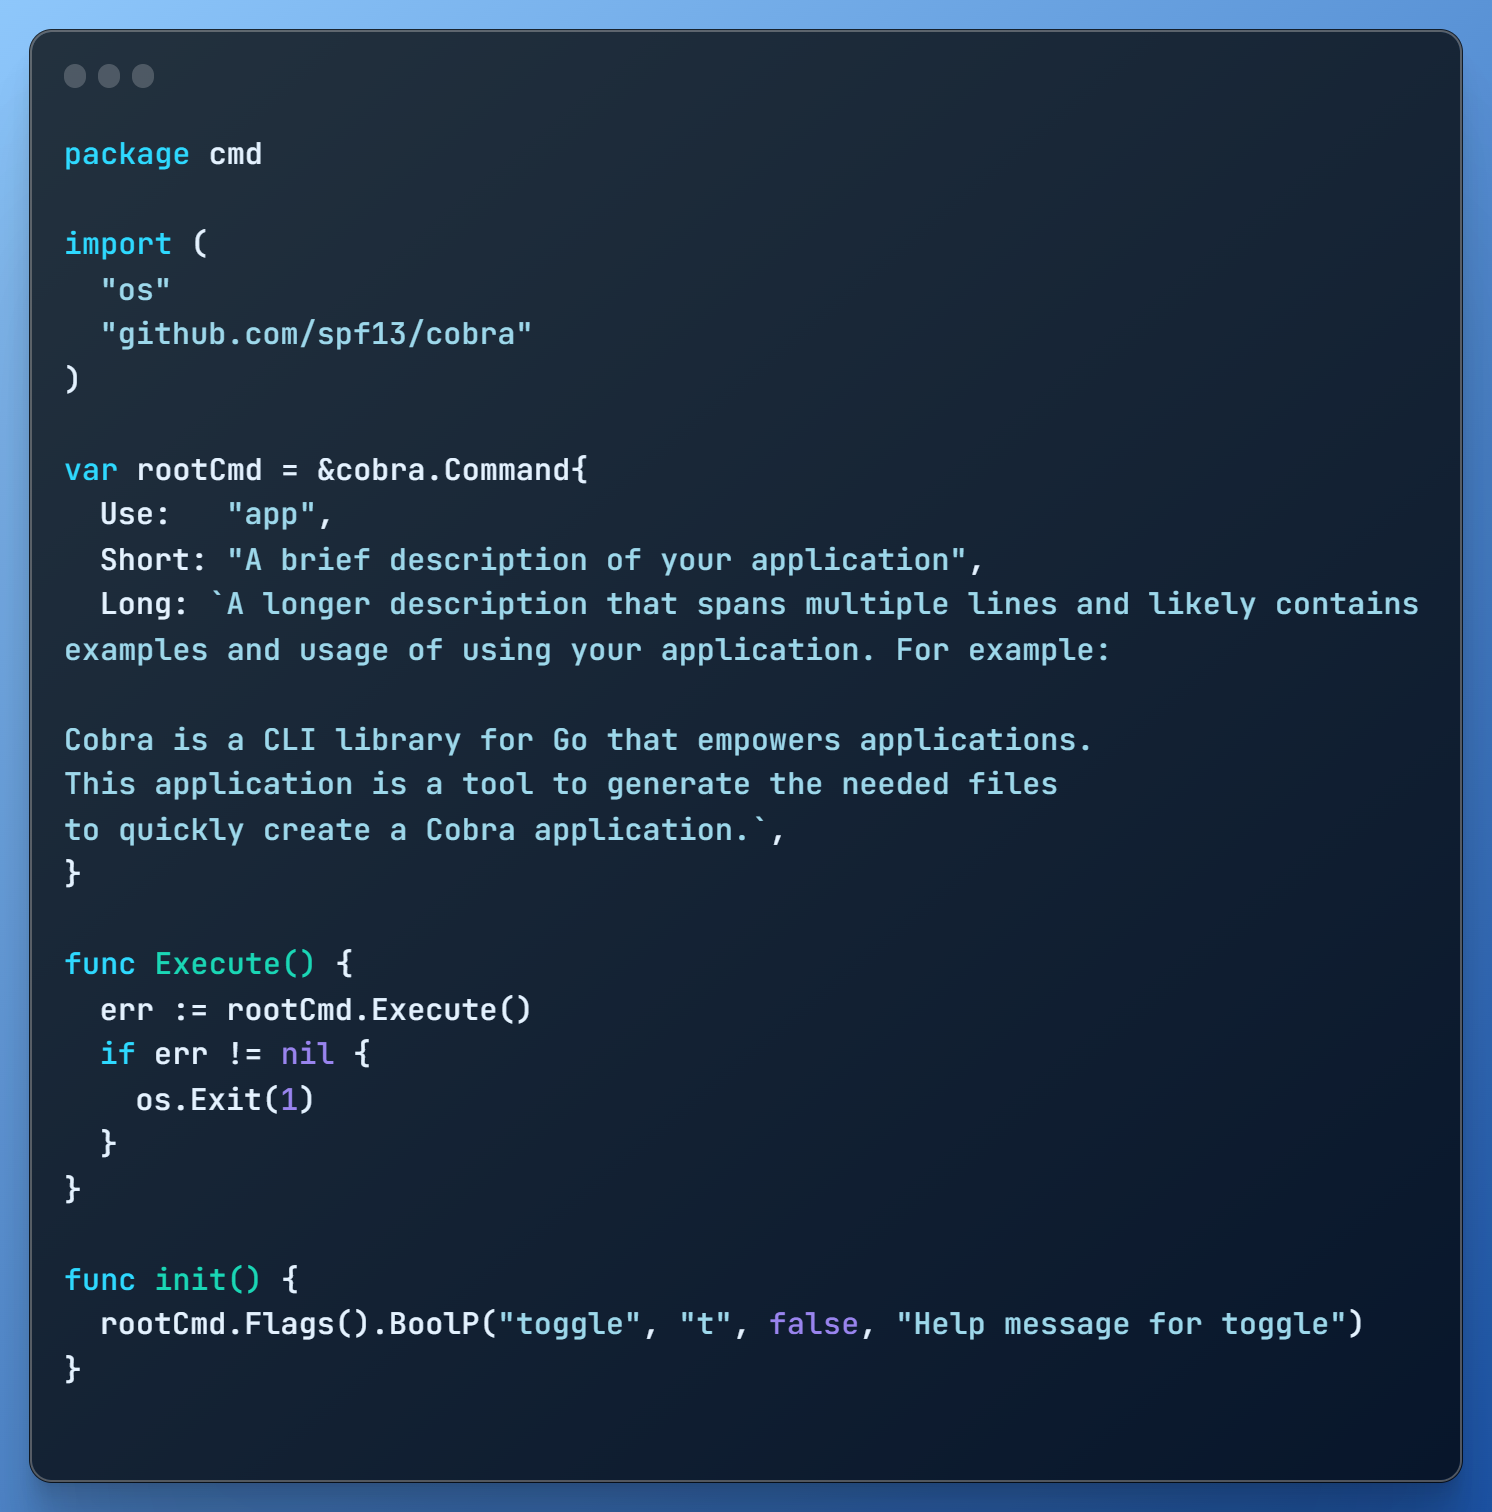 package cmd

import (
  "os"
  "github.com/spf13/cobra"
)

var rootCmd = &cobra.Command{
  Use:   "app",
  Short: "A brief description of your application",
  Long: `A longer description that spans multiple lines and likely contains
examples and usage of using your application. For example:

Cobra is a CLI library for Go that empowers applications.
This application is a tool to generate the needed files
to quickly create a Cobra application.`,
}

func Execute() {
  err := rootCmd.Execute()
  if err != nil {
    os.Exit(1)
  }
}

func init() {
  rootCmd.Flags().BoolP("toggle", "t", false, "Help message for toggle")
}